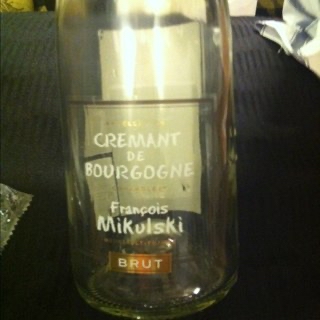 CREMANT
DE
BOURGOGNE
François
Mikulski
BRUT